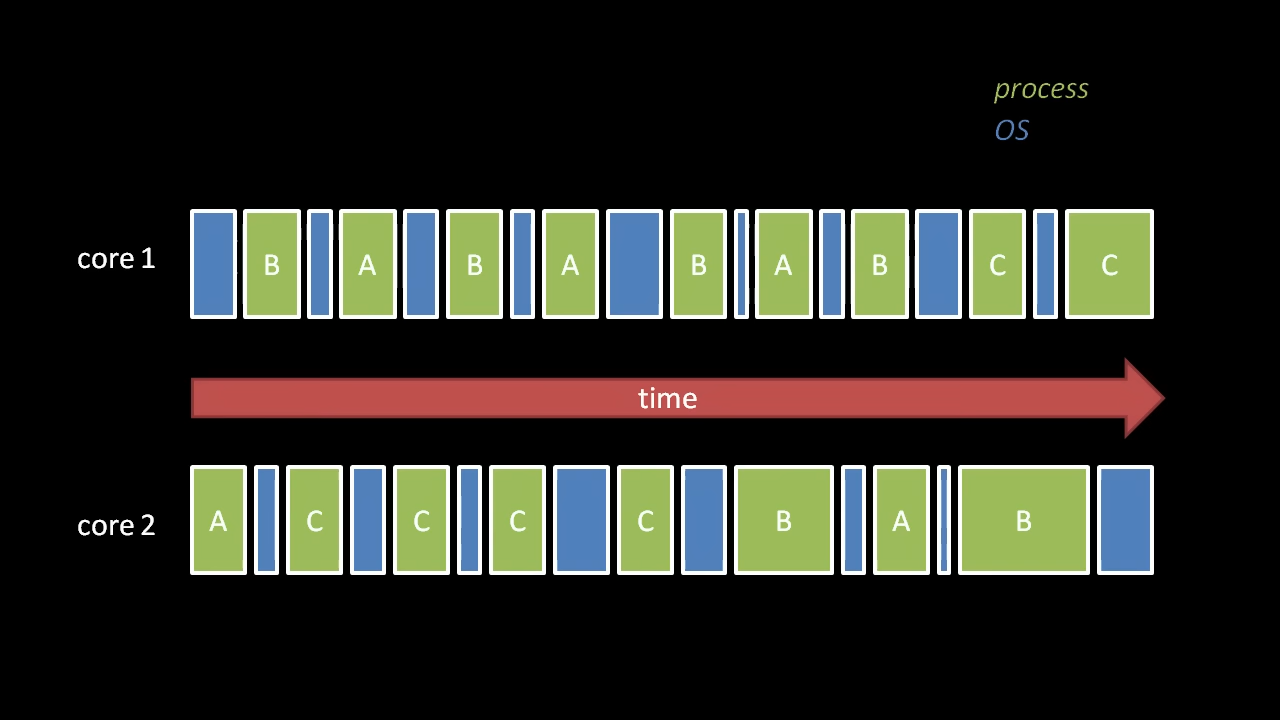 process
OS
core 1 B A B A B A B C C
time
core 2 A C C C C B A B